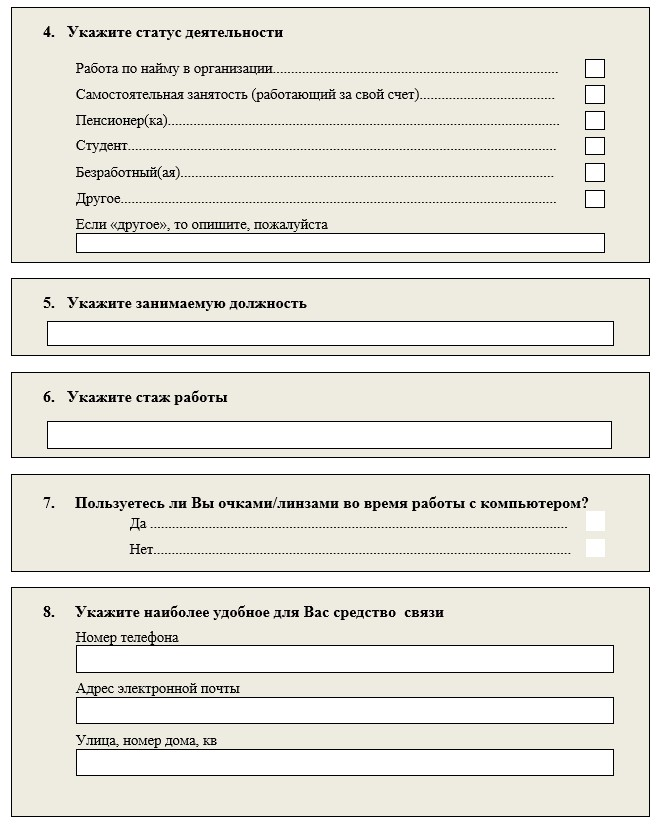 4. Укажите статус деятельности
Работа по найму в организации................................................................................
Самостоятельная занятость (работающий за свой счет)......................................
Пенсионер(ка)..............................................................................................................
Студент.........................................................................................................................
Безработный(ая)..........................................................................................................
Другое...........................................................................................................................
Если «другое», то опишите, пожалуйста
5. Укажите занимаемую должность
6. Укажите стаж работы
7. Пользуетесь ли Вы очками/линзами во время работы с компьютером?
Да .....................................................................................................................
Нет.....................................................................................................................
8. Укажите наиболее удобное для Вас средство связи
Номер телефона
Адрес электронной почты
Улица, номер дома, кв